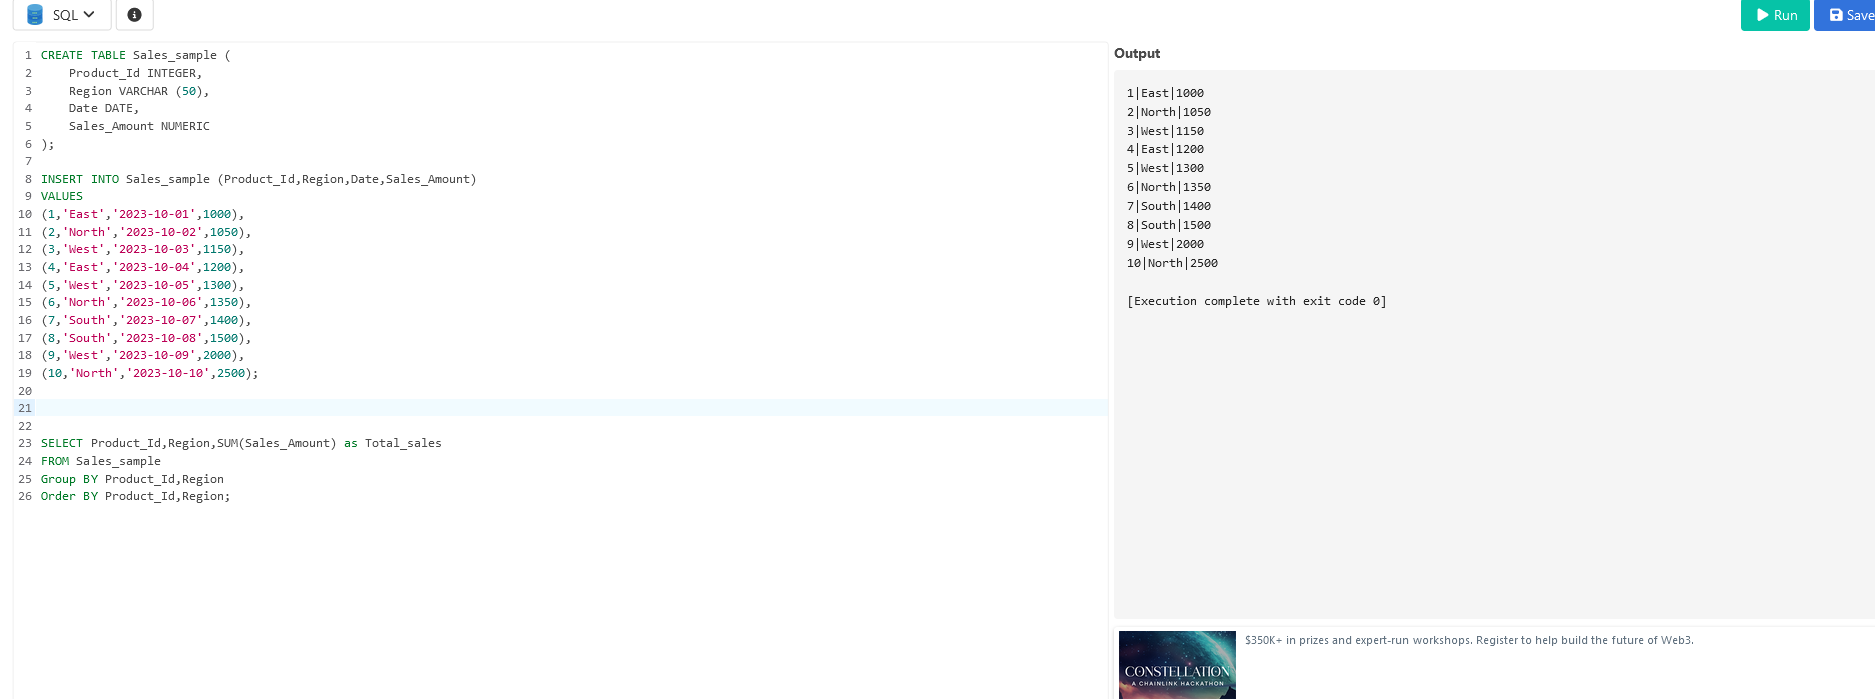 SQL
Run
Save
1 CREATE TABLE Sales_sample (
2     Product_Id INTEGER,
3     Region VARCHAR (50),
4     Date DATE,
5     Sales_Amount NUMERIC
6 );
7
8 INSERT INTO Sales_sample (Product_Id,Region,Date,Sales_Amount)
9 VALUES
10 (1,'East','2023-10-01',1000),
11 (2,'North','2023-10-02',1050),
12 (3,'West','2023-10-03',1150),
13 (4,'East','2023-10-04',1200),
14 (5,'West','2023-10-05',1300),
15 (6,'North','2023-10-06',1350),
16 (7,'South','2023-10-07',1400),
17 (8,'South','2023-10-08',1500),
18 (9,'West','2023-10-09',2000),
19 (10,'North','2023-10-10',2500);
20
21
22
23 SELECT Product_Id,Region,SUM(Sales_Amount) as Total_sales
24 FROM Sales_sample
25 Group BY Product_Id,Region
26 Order BY Product_Id,Region;
Output
1|East|1000
2|North|1050
3|West|1150
4|East|1200
5|West|1300
6|North|1350
7|South|1400
8|South|1500
9|West|2000
10|North|2500
[Execution complete with exit code 0]
CONSTELLATION
A CHAINLINK HACKATHON
$350K+ in prizes and expert-run workshops. Register to help build the future of Web3.